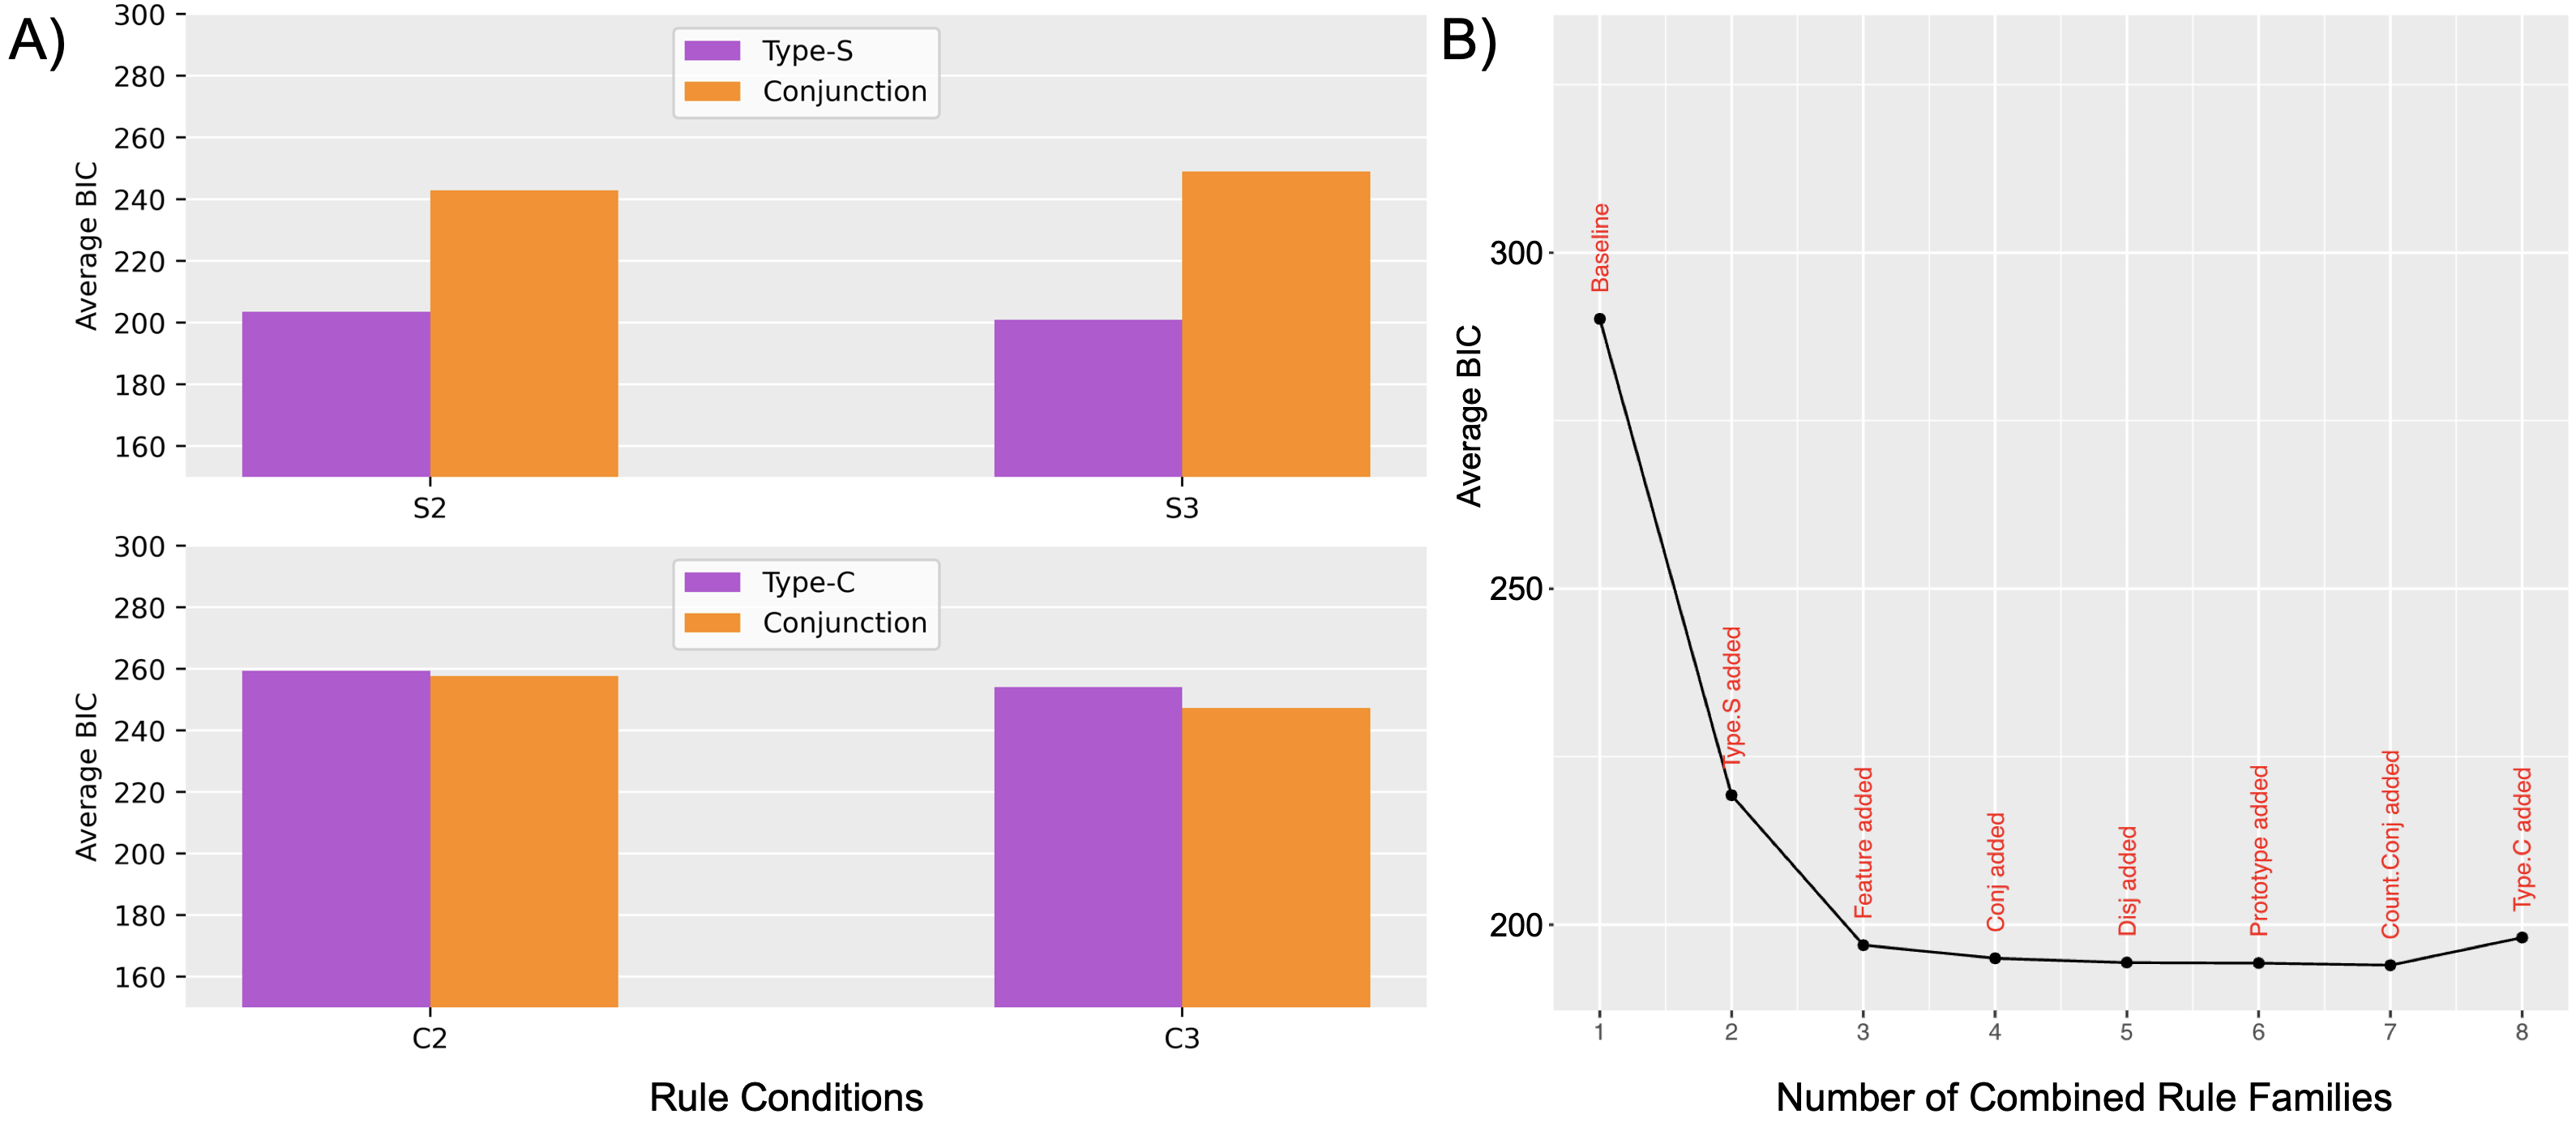 A)
300
280
260
240
220
200
180
160
Average BIC
Type-S
Conjunction
S2
S3
300
280
260
240
220
200
180
160
Average BIC
Type-C
Conjunction
C2
C3
Rule Conditions
B)
300
250
200
Average BIC
Baseline
Type.S added
Feature added
Conj added
Disj added
Prototype added
Count.Conj added
Type.C added
1
2
3
4
5
6
7
8
Number of Combined Rule Families